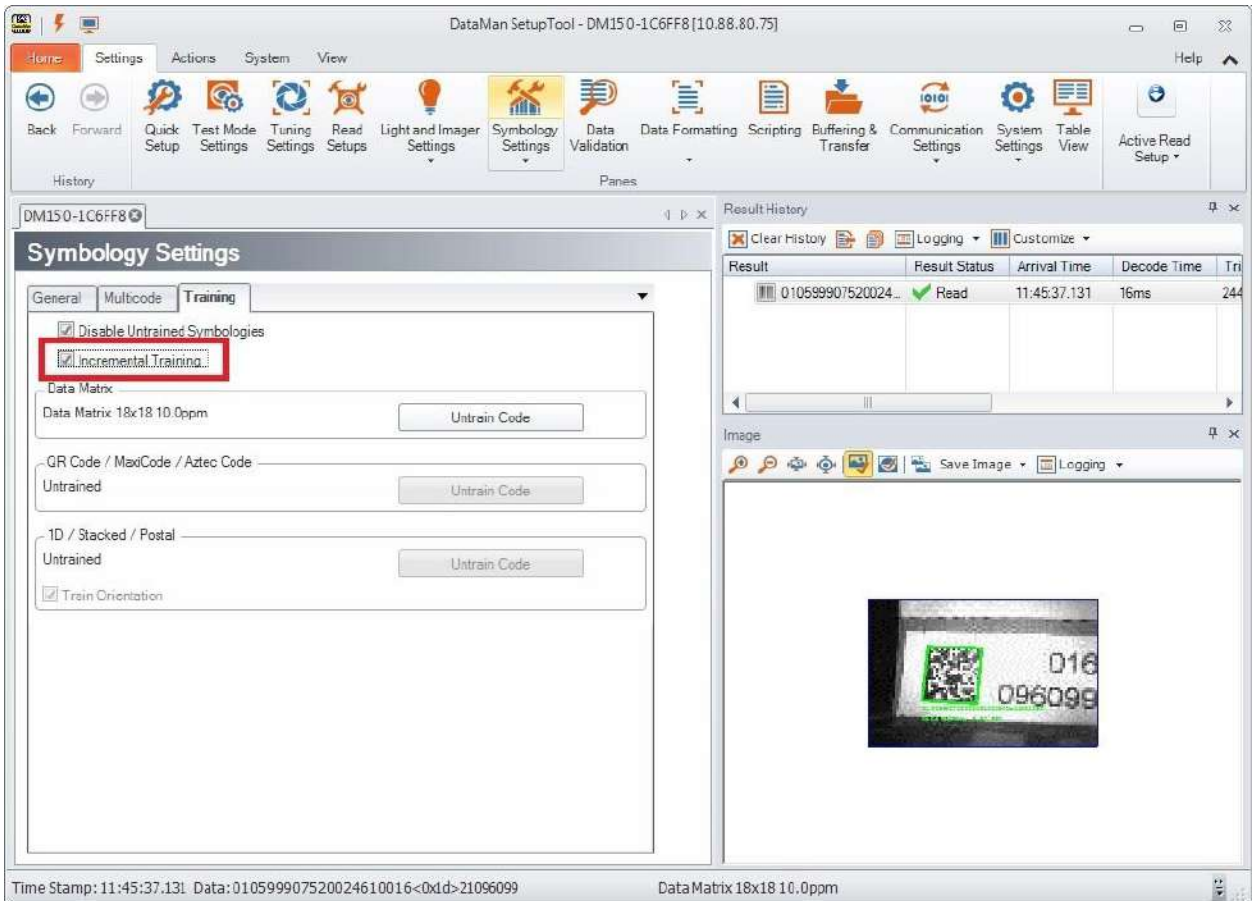 DataMan SetupTool - DM150-1C6FF8 [10.88.80.75]
Home Settings Actions System View Help
Back Forward Quick Setup Test Mode Settings Tuning Settings Read Setups Light and Imager Settings Symbology Settings Data Validation Data Formatting Scripting Buffering & Transfer Communication Settings System Settings Table View Active Read Setup
History Panes
DM150-1C6FF8
Symbology Settings
General Multicode Training
Disable Untrained Symbologies
Incremental Training
Data Matrix
Data Matrix 18x18 10.0ppm Untrain Code
QR Code / MaxiCode / Aztec Code
Untrained Untrain Code
1D / Stacked / Postal
Untrained Untrain Code
Train Orientation
Result History
Clear History Logging Customize
Result Result Status Arrival Time Decode Time Tri
010599907520024... Read 11:45:37.131 16ms 244
Image
Save Image Logging
016
096099
Time Stamp: 11:45:37.131 Data: 010599907520024610016<0x1d>21096099 DataMatrix 18x18 10.0ppm